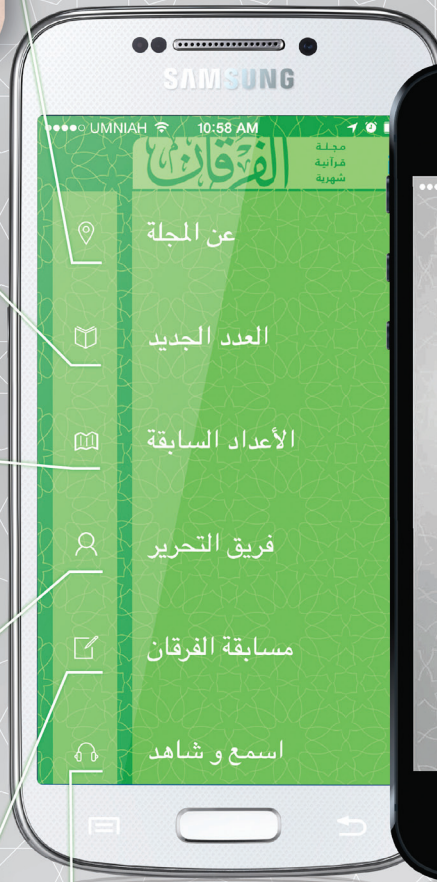 SAMSUNG
UMNIAH 10:58 AM
الفرقان
مجلة
قرآنية
شهرية
عن المجلة
العدد الجديد
الأعداد السابقة
فريق التحرير
مسابقة الفرقان
اسمع و شاهد